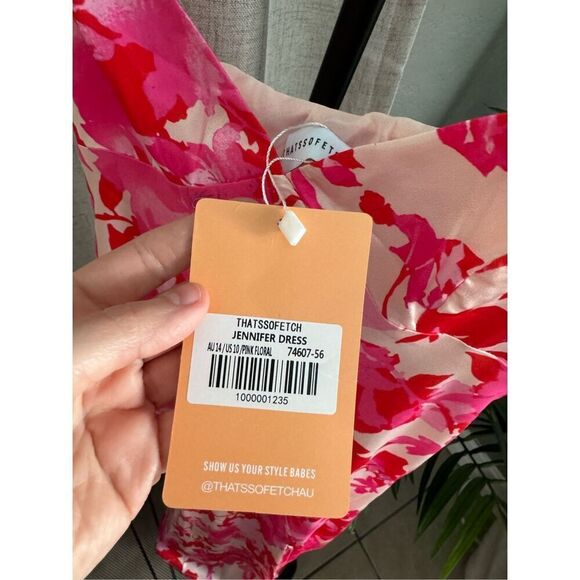 THATSSOFETCH
THATSSOFETCH
JENNIFER DRESS
AU 14 / US 10 /PINK FLORAL 74607-56
1000001235
SHOW US YOUR STYLE BABES
@THATSSOFETCHAU